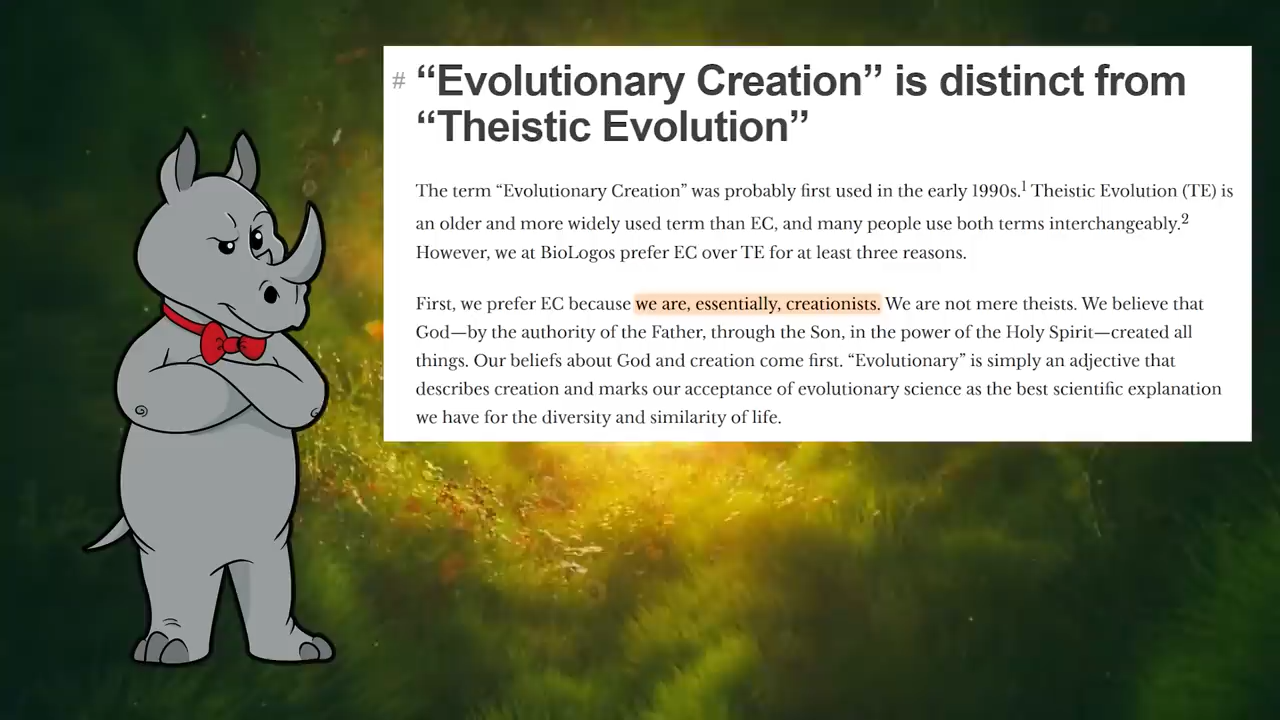 # “Evolutionary Creation” is distinct from
“Theistic Evolution”
The term “Evolutionary Creation” was probably first used in the early 1990s.1 Theistic Evolution (TE) is
an older and more widely used term than EC, and many people use both terms interchangeably.2
However, we at BioLogos prefer EC over TE for at least three reasons.
First, we prefer EC because we are, essentially, creationists. We are not mere theists. We believe that
God—by the authority of the Father, through the Son, in the power of the Holy Spirit—created all
things. Our beliefs about God and creation come first. “Evolutionary” is simply an adjective that
describes creation and marks our acceptance of evolutionary science as the best scientific explanation
we have for the diversity and similarity of life.